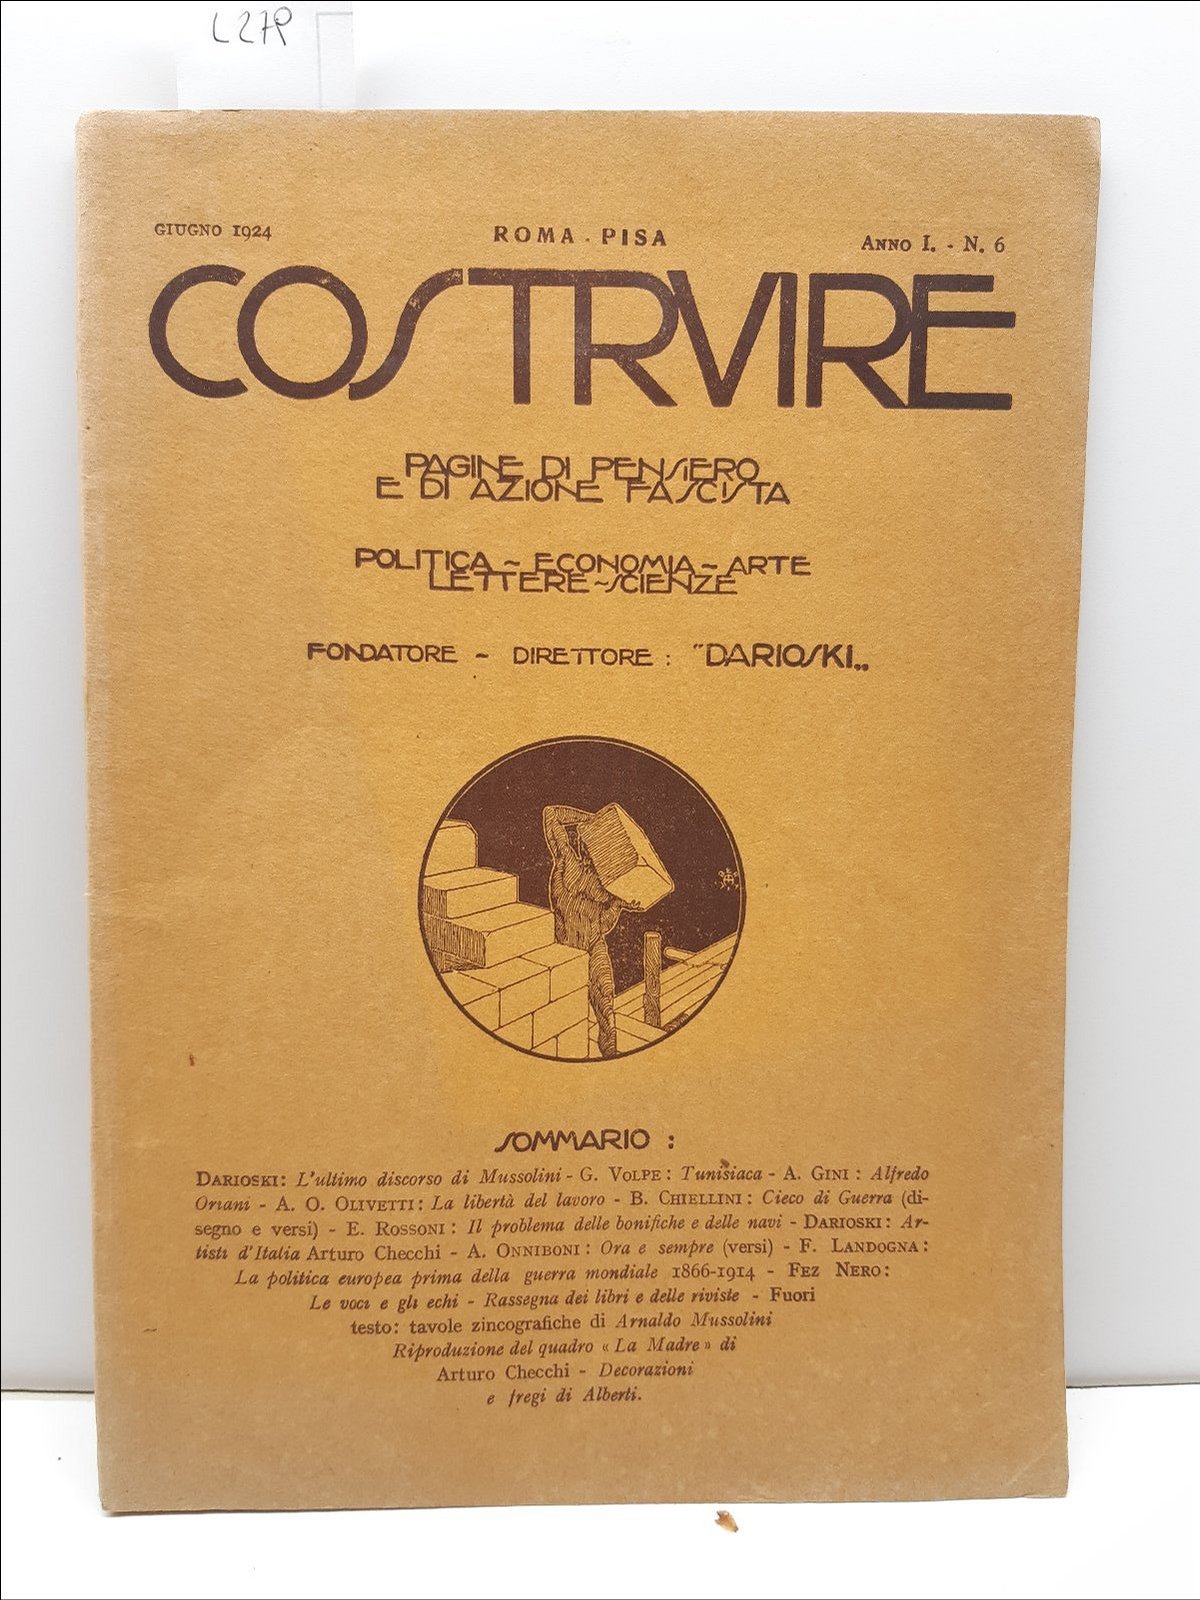 L 279
GIUGNO 1924
ROMA - PISA
ANNO I. - N. 6
COSTRVIRE
PAGINE DI PENSIERO
E DI AZIONE FASCISTA
POLITICA ~ ECONOMIA ~ ARTE
LETTERE ~ SCIENZE
FONDATORE ~ DIRETTORE : "DARIOSKI„
SOMMARIO :
DARIOSKI: L'ultimo discorso di Mussolini - G. VOLPE : Tunisiaca - A. GINI : Alfredo
Oriani - A. O. OLIVETTI : La libertà del lavoro - B. CHIELLINI : Cieco di Guerra (di-
segno e versi) - E. ROSSONI : Il problema delle bonifiche e delle navi - DARIOSKI : Ar-
tisti d'Italia Arturo Checchi - A. ONNIBONI : Ora e sempre (versi) - F. LANDOGNA :
La politica europea prima della guerra mondiale 1866-1914 - FEZ NERO :
Le voci e gli echi - Rassegna dei libri e delle riviste - Fuori
testo: tavole zincografiche di Arnaldo Mussolini
Riproduzione del quadro « La Madre » di
Arturo Checchi - Decorazioni
e fregi di Alberti.